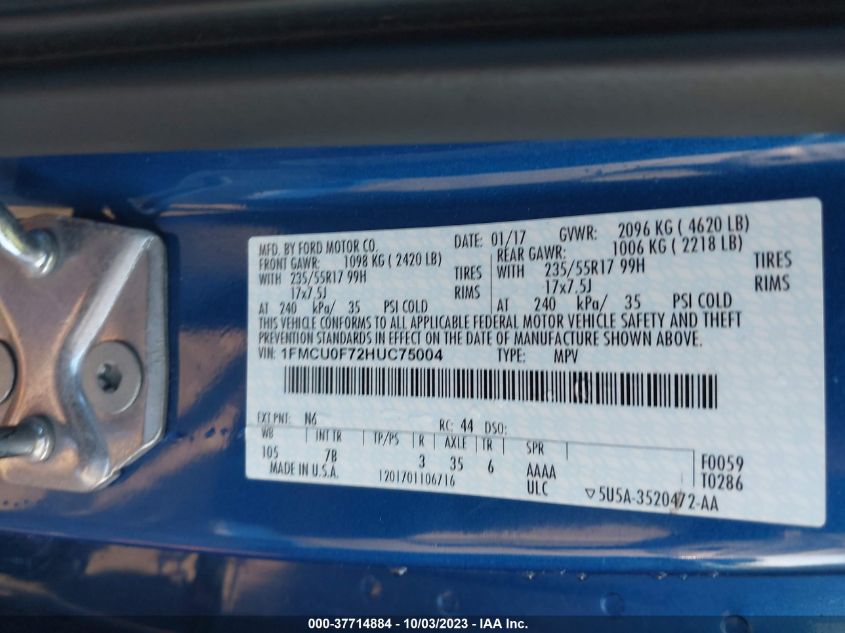 MFD. BY FORD MOTOR CO. DATE: 01/17 GVWR: 2096 KG ( 4620 LB)
FRONT GAWR: 1098 KG ( 2420 LB) REAR GAWR: 1006 KG ( 2218 LB)
WITH 235/55R17 99H TIRES WITH 235/55R17 99H TIRES
17x7.5J RIMS 17x7.5J RIMS
AT 240 kPa/ 35 PSI COLD AT 240 kPa/ 35 PSI COLD
THIS VEHICLE CONFORMS TO ALL APPLICABLE FEDERAL MOTOR VEHICLE SAFETY AND THEFT
PREVENTION STANDARDS IN EFFECT ON THE DATE OF MANUFACTURE SHOWN ABOVE.
VIN: 1FMCU0F72HUC75004 TYPE: MPV
EXT PNT: N6 RC: 44 DSO:
WB INT TR TP/PS R AXLE TR SPR
105 7B 3 35 6 AAAA F0059
MADE IN U.S.A. 1201701106716 ULC T0286
▽5U5A-3520472-AA
000-37714884 - 10/03/2023 - IAA Inc.